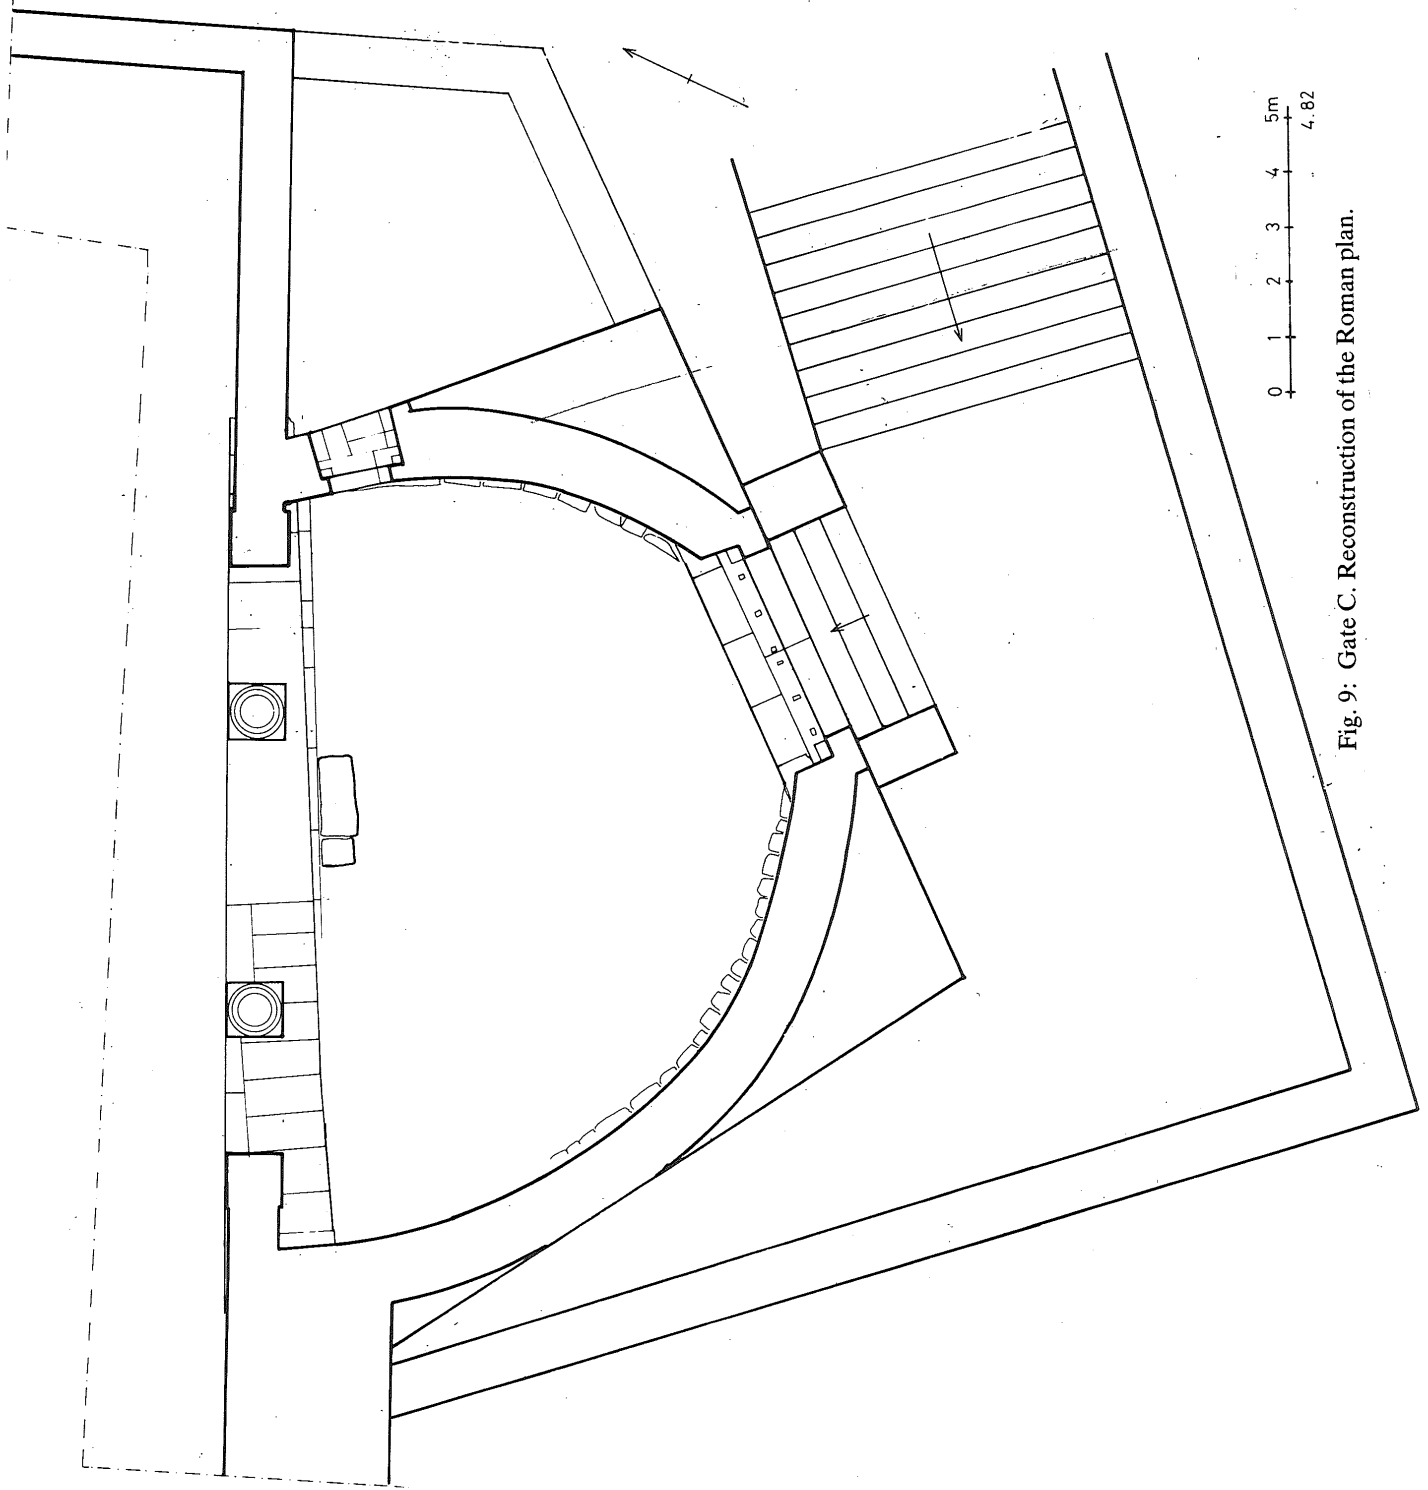 0 1 2 3 4 5m
4.82
Fig. 9: Gate C. Reconstruction of the Roman plan.